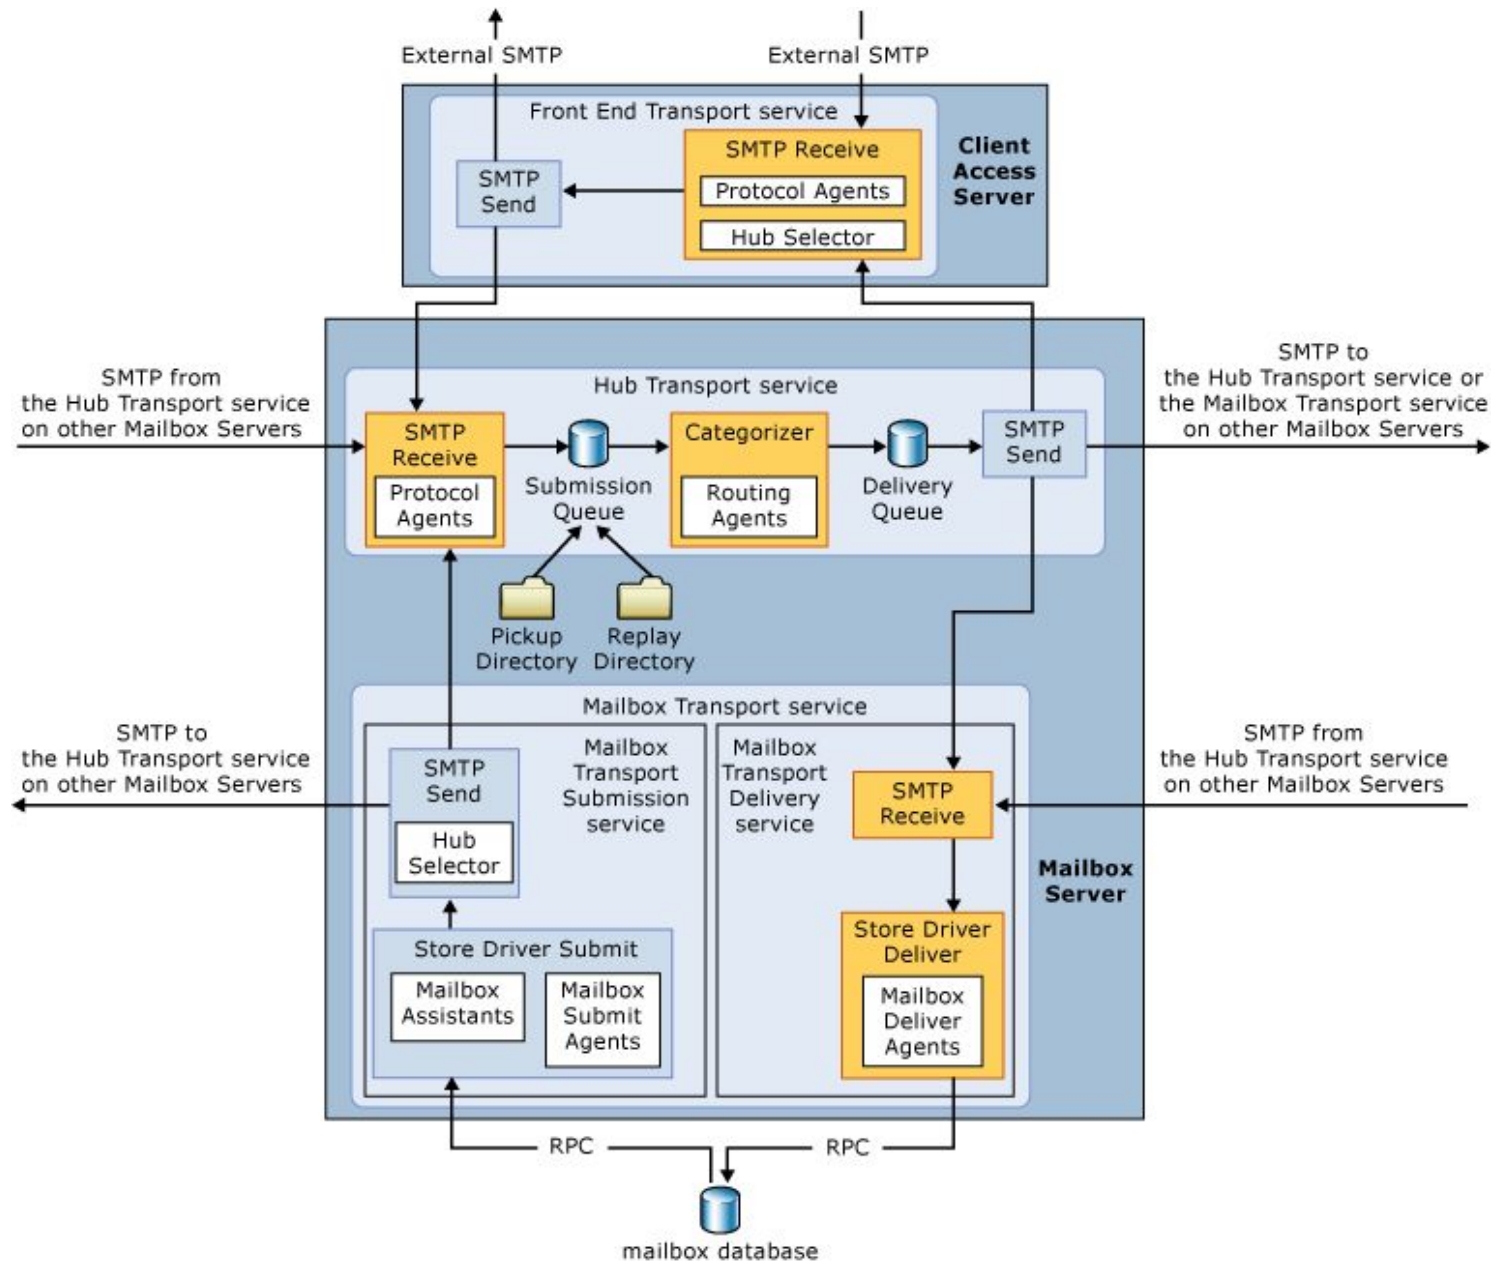 External SMTP
External SMTP
Front End Transport service
SMTP Receive
Protocol Agents
Hub Selector
SMTP
Send
Client
Access
Server
SMTP from
the Hub Transport service
on other Mailbox Servers
Hub Transport service
SMTP
Receive
Protocol
Agents
Submission
Queue
Categorizer
Routing
Agents
Delivery
Queue
SMTP
Send
SMTP to
the Hub Transport service or
the Mailbox Transport service
on other Mailbox Servers
Pickup
Directory
Replay
Directory
Mailbox Transport service
SMTP to
the Hub Transport service
on other Mailbox Servers
SMTP
Send
Hub
Selector
Mailbox
Transport
Submission
service
Mailbox
Transport
Delivery
service
SMTP
Receive
SMTP from
the Hub Transport service
on other Mailbox Servers
Mailbox
Server
Store Driver Submit
Mailbox
Assistants
Mailbox
Submit
Agents
Store Driver
Deliver
Mailbox
Deliver
Agents
RPC
RPC
mailbox database